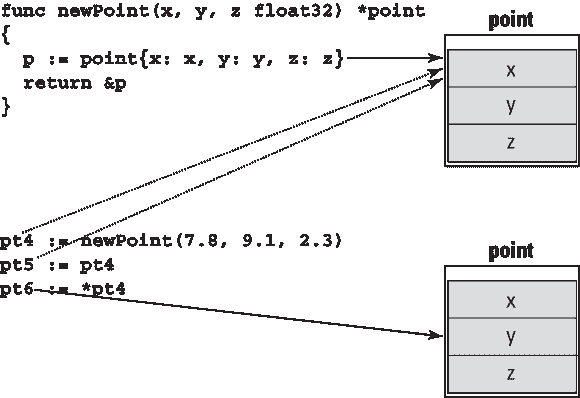 func newPoint(x, y, z float32) *point
{
p := point{x: x, y: y, z: z}
return &p
}
point
x
y
z
pt4 := newPoint(7.8, 9.1, 2.3)
pt5 := pt4
pt6 := *pt4
point
x
y
z